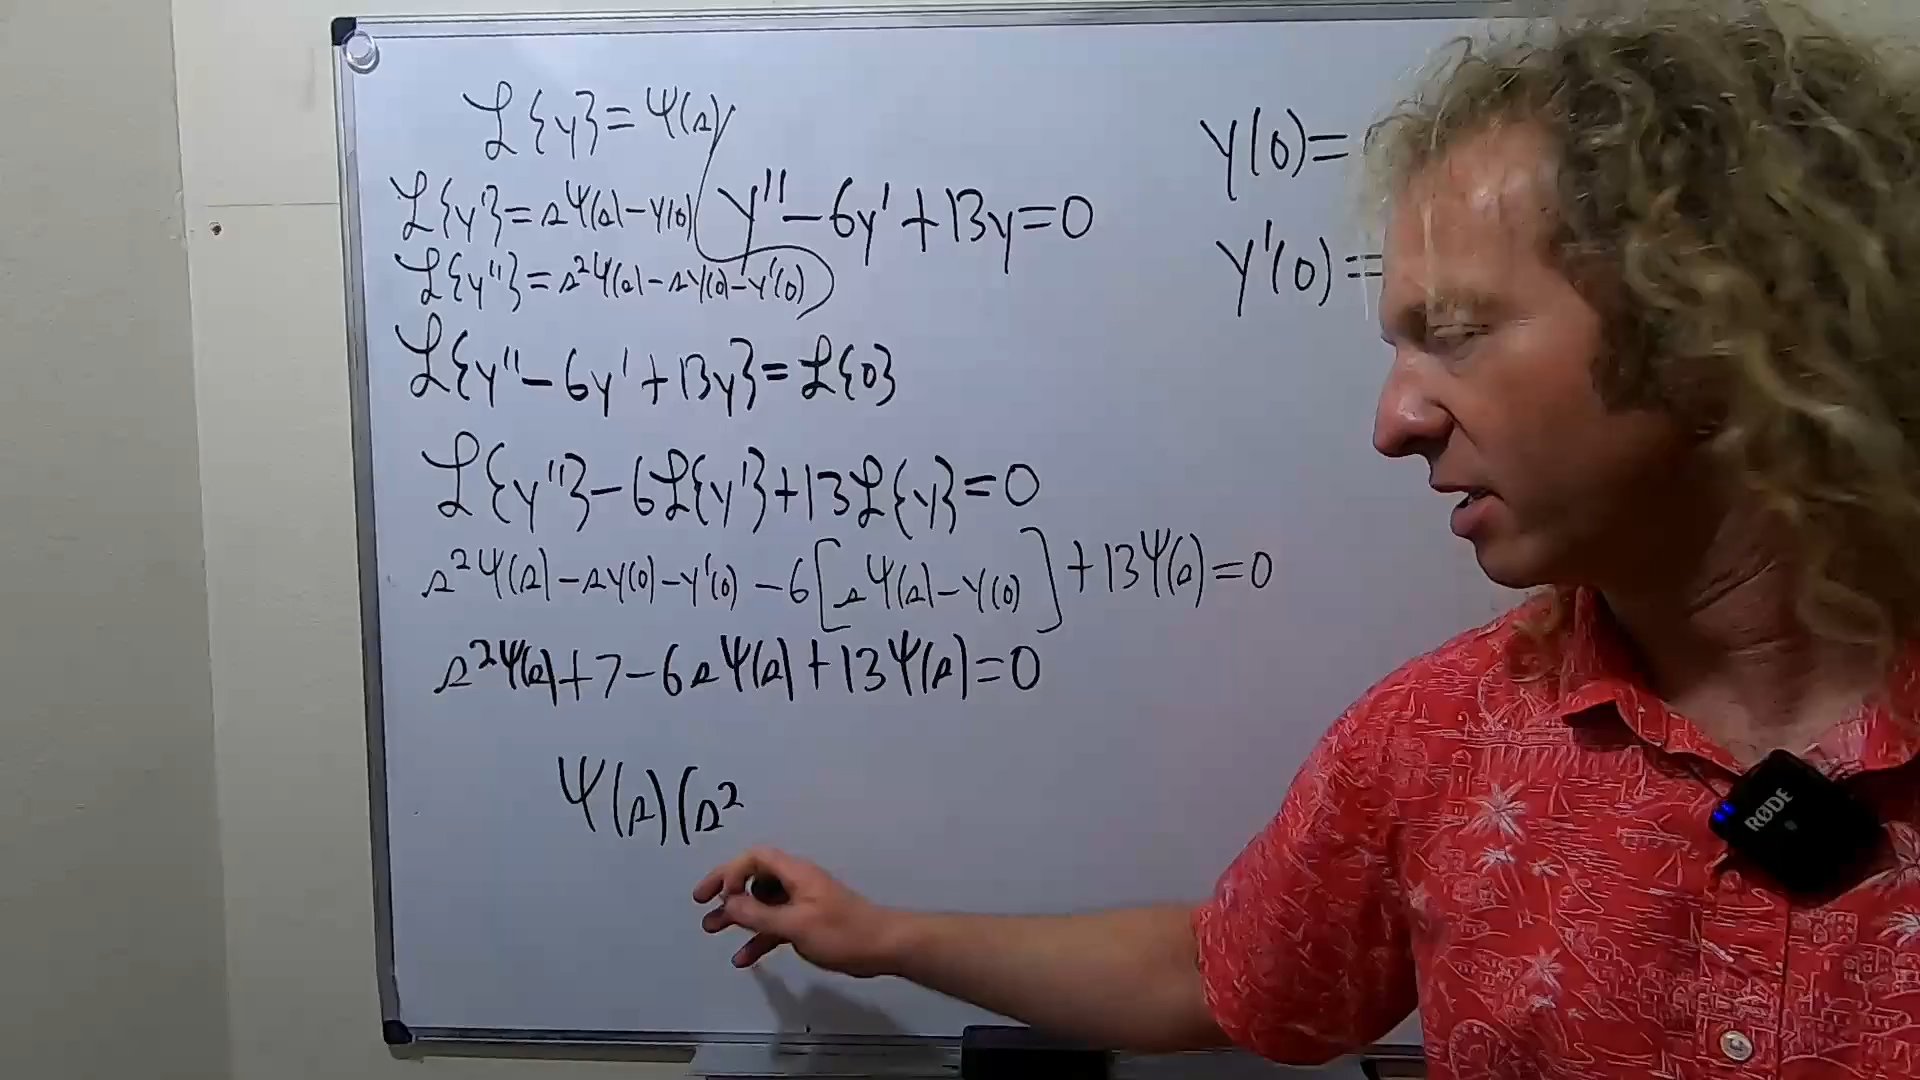 ℒ{y} = Ψ(s)
ℒ{y'} = sΨ(s) - y(0)
y'' - 6y' + 13y = 0
ℒ{y''} = s²Ψ(s) - sy(0) - y'(0)
y(0) =
y'(0) =
ℒ{y'' - 6y' + 13y} = ℒ{0}
ℒ{y''} - 6ℒ{y'} + 13ℒ{y} = 0
s²Ψ(s) - sy(0) - y'(0) - 6[sΨ(s) - y(0)] + 13Ψ(s) = 0
s²Ψ(s) + 7 - 6sΨ(s) + 13Ψ(s) = 0
Ψ(s)(s²
RØDE